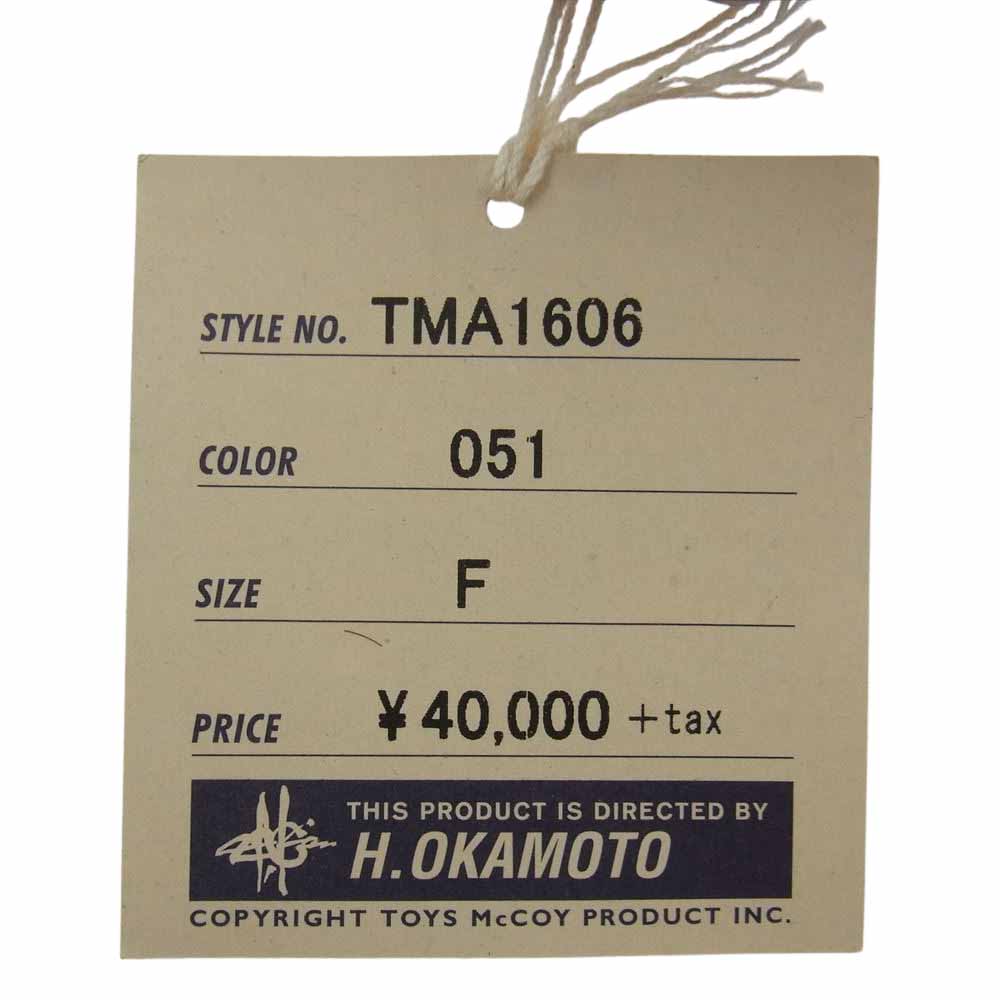 STYLE NO. TMA1606
COLOR 051
SIZE F
PRICE ¥40,000 +tax
THIS PRODUCT IS DIRECTED BY
H.OKAMOTO
COPYRIGHT TOYS McCOY PRODUCT INC.